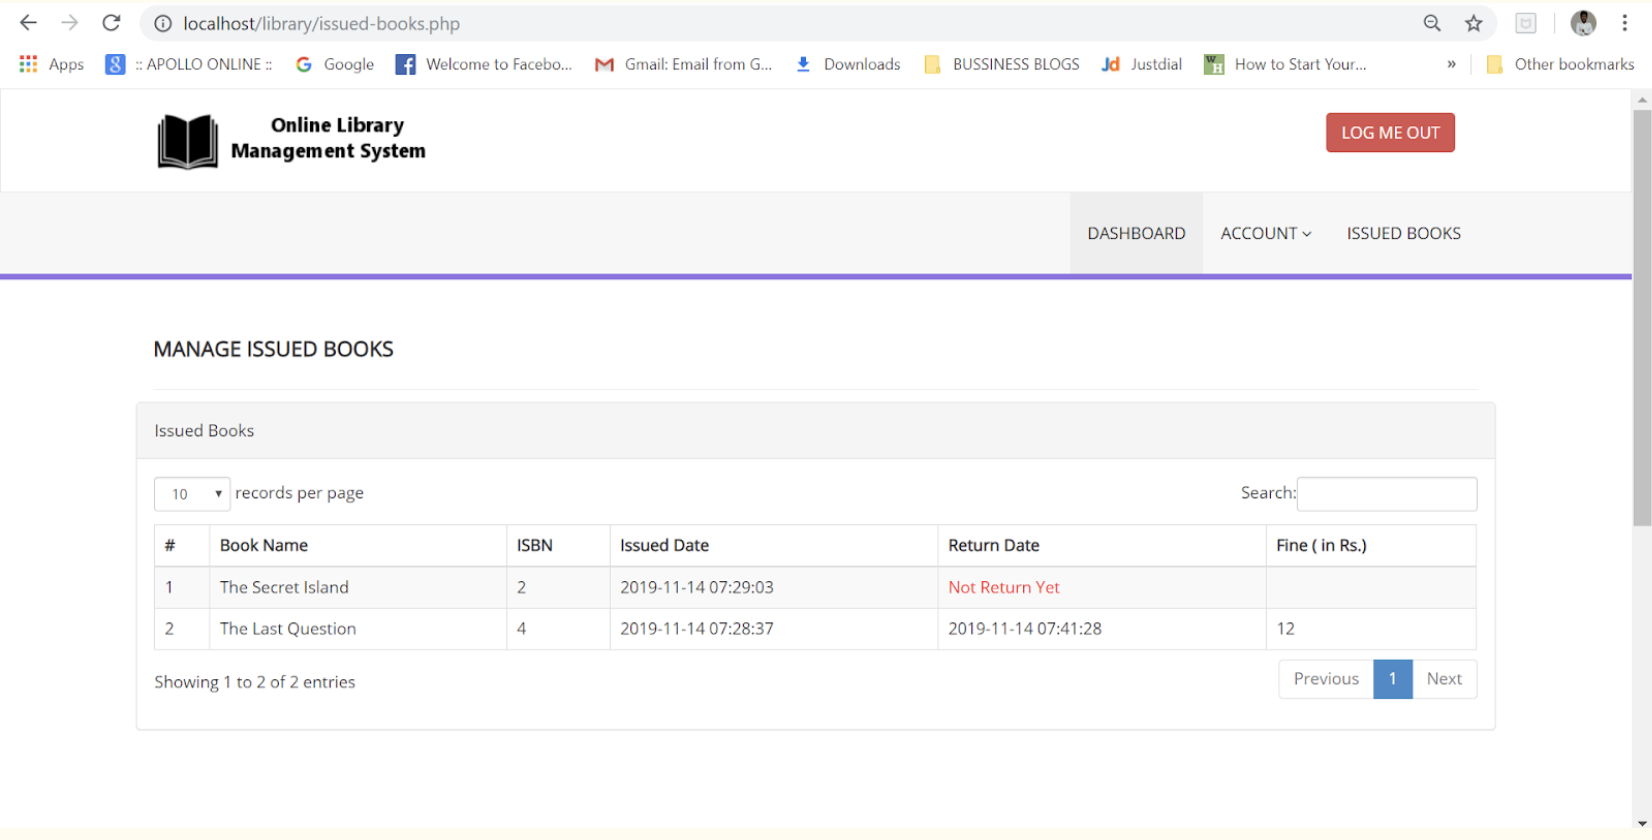 localhost/library/issued-books.php
Apps :: APOLLO ONLINE :: Google Welcome to Facebo... Gmail: Email from G... Downloads BUSSINESS BLOGS Jd Justdial WH How to Start Your... » Other bookmarks
Online Library
Management System
LOG ME OUT
DASHBOARD ACCOUNT ISSUED BOOKS
MANAGE ISSUED BOOKS
Issued Books
10 records per page Search:
# Book Name ISBN Issued Date Return Date Fine ( in Rs.)
1 The Secret Island 2 2019-11-14 07:29:03 Not Return Yet
2 The Last Question 4 2019-11-14 07:28:37 2019-11-14 07:41:28 12
Showing 1 to 2 of 2 entries Previous 1 Next